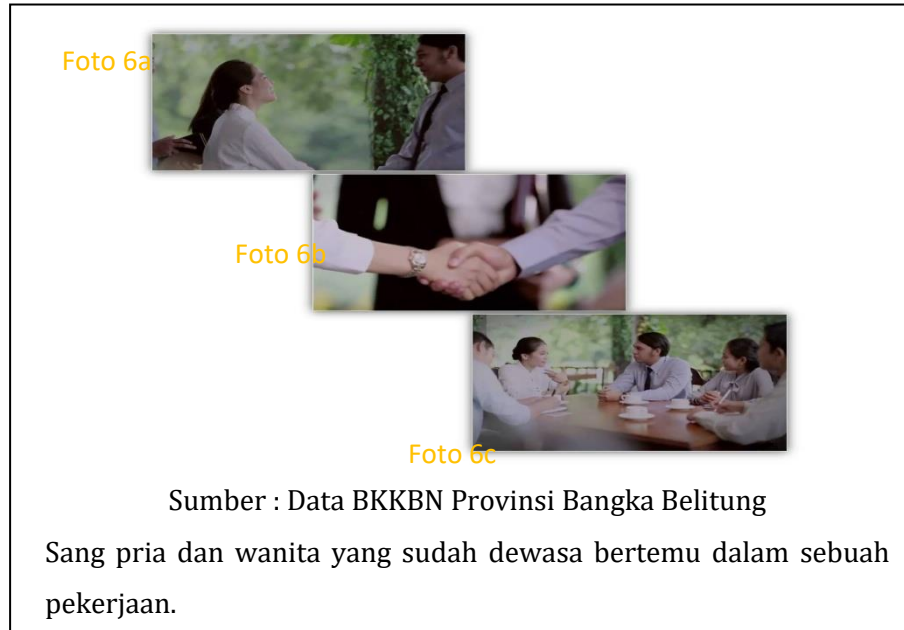 Foto 6a
Foto 6b
Foto 6c
Sumber : Data BKKBN Provinsi Bangka Belitung
Sang pria dan wanita yang sudah dewasa bertemu dalam sebuah
pekerjaan.